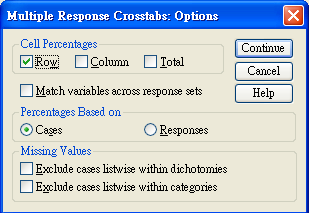 Multiple Response Crosstabs: Options
Cell Percentages
Row Column Total
Match variables across response sets
Percentages Based on
Cases Responses
Missing Values
Exclude cases listwise within dichotomies
Exclude cases listwise within categories
Continue
Cancel
Help